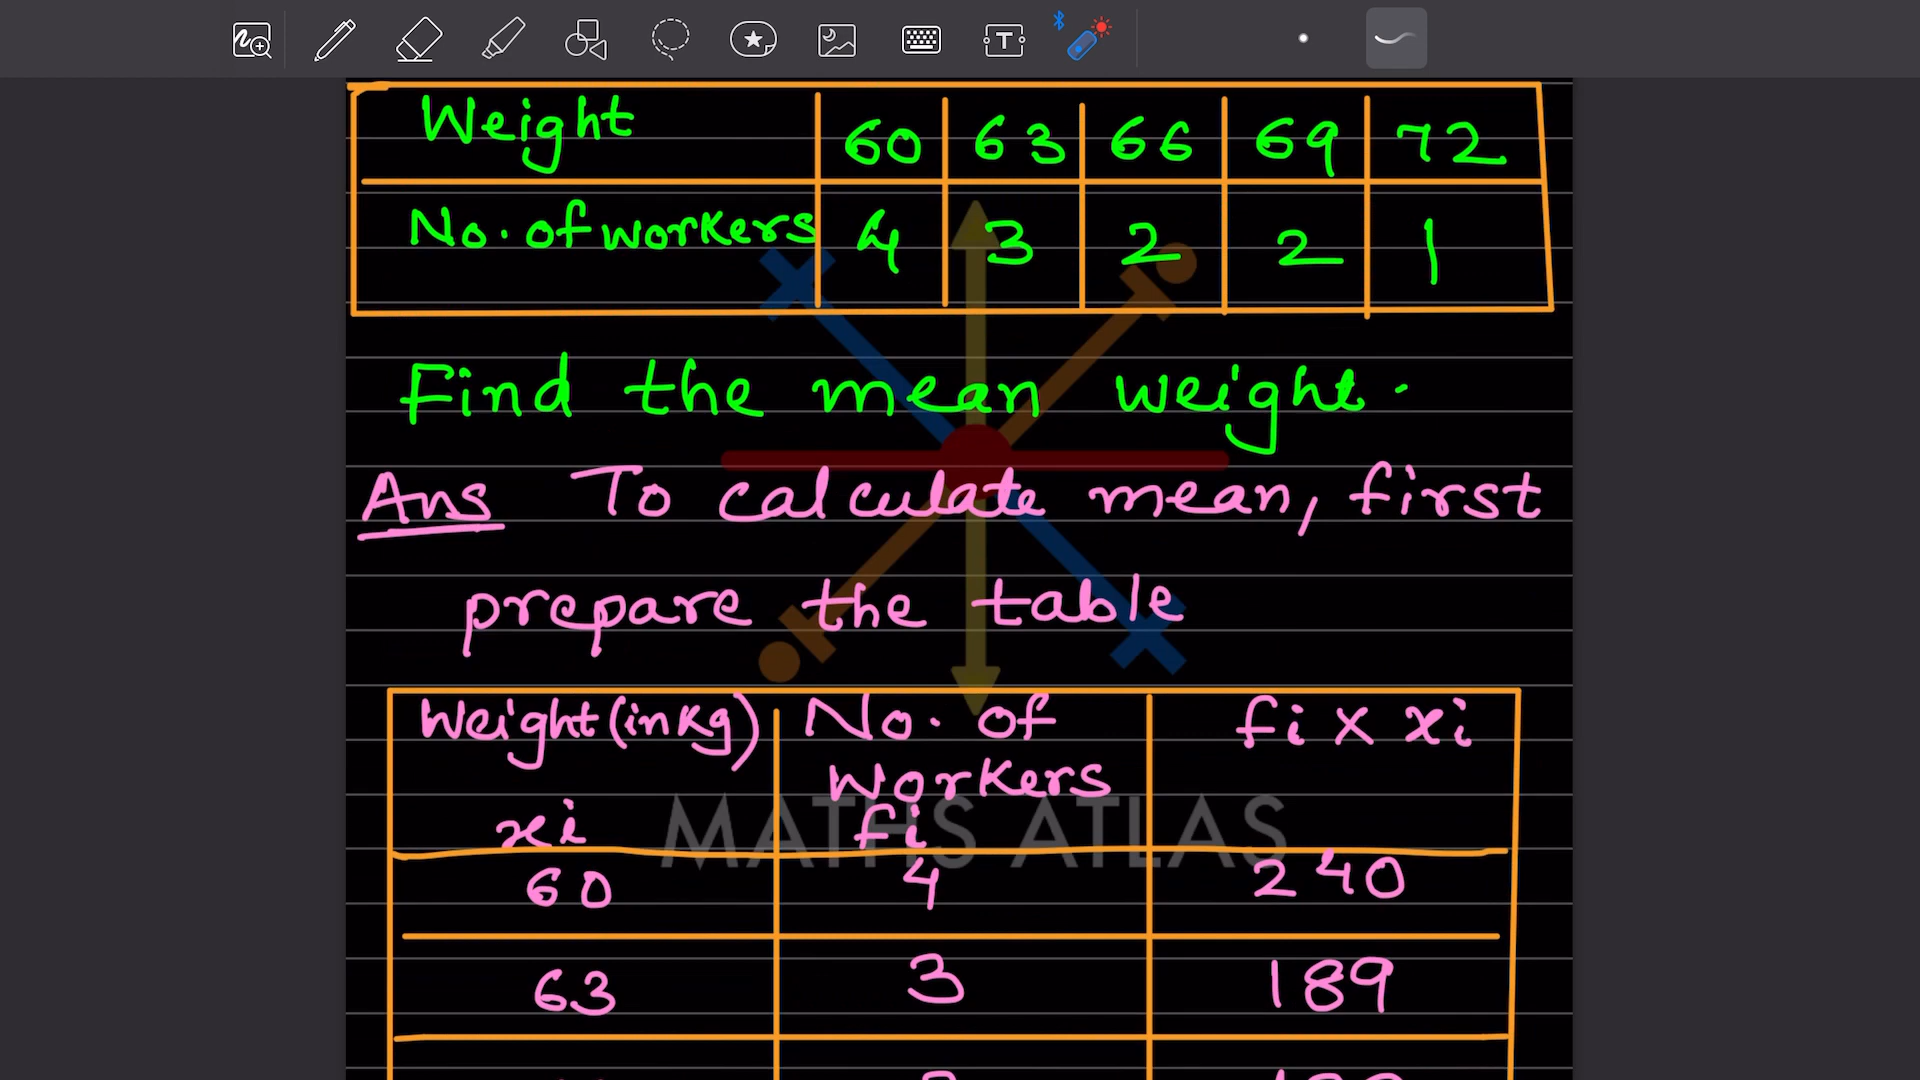 Weight 60 63 66 69 72
No. of workers 4 3 2 2 1
Find the mean weight.
Ans To calculate mean, first
prepare the table
Weight (in kg) No. of fi x xi
Workers
xi fi
MATHS ATLAS
60 4 240
63 3 189